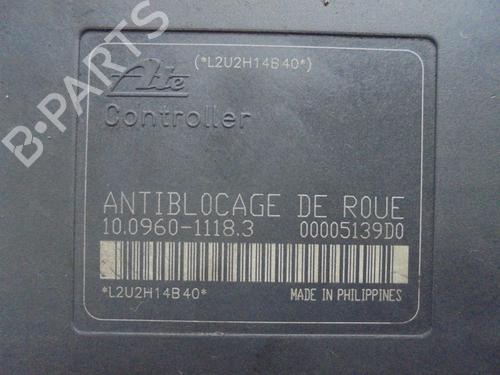 (*L2U2H14B40*)
Ate
Controller
ANTIBLOCAGE DE ROUE
10.0960-1118.3 00005139D0
*L2U2H14B40*
MADE IN PHILIPPINES
B-PARTS